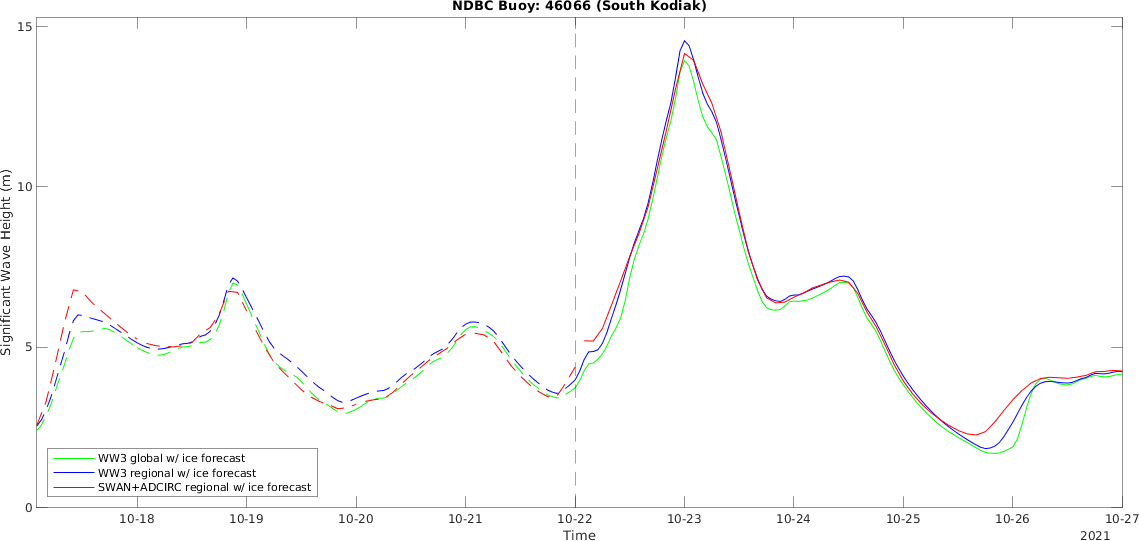 NDBC Buoy: 46066 (South Kodiak)
15
10
5
0
Significant Wave Height (m)
WW3 global w/ ice forecast
WW3 regional w/ ice forecast
SWAN+ADCIRC regional w/ ice forecast
10-18 10-19 10-20 10-21 10-22 10-23 10-24 10-25 10-26 10-27
Time
2021